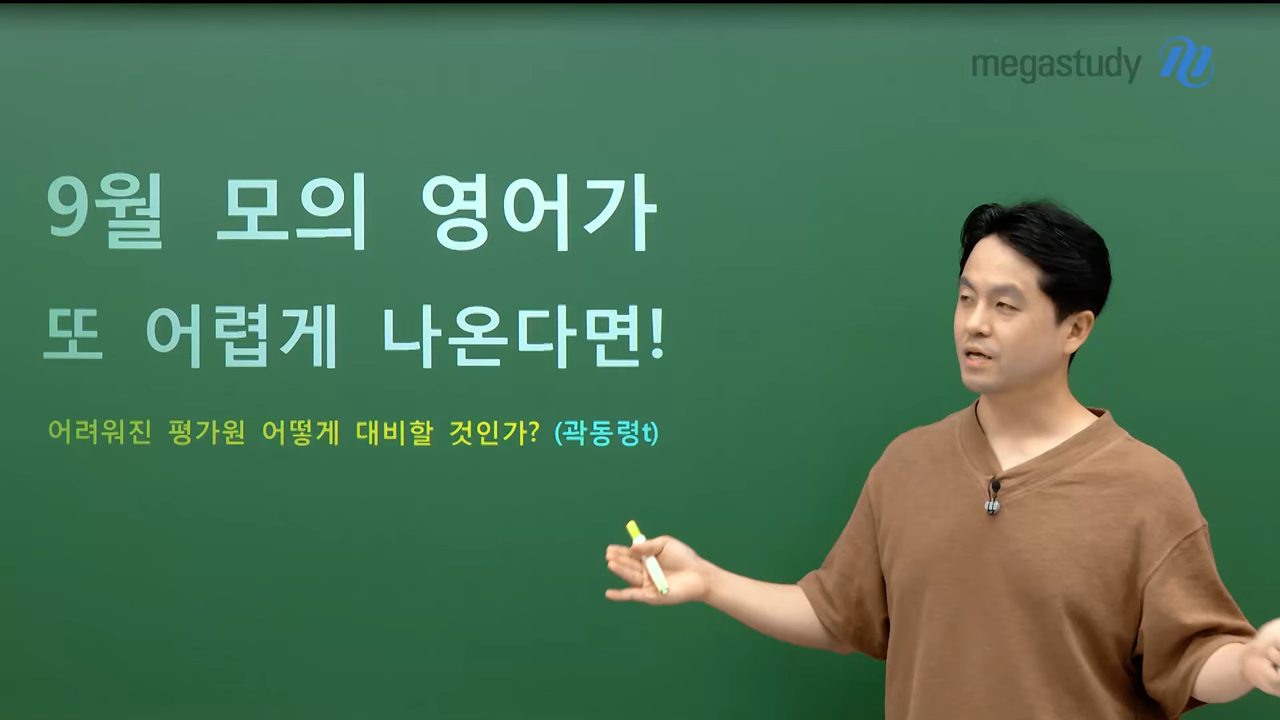 megastudy
9월 모의 영어가
또 어렵게 나온다면!
어려워진 평가원 어떻게 대비할 것인가? (곽동령t)